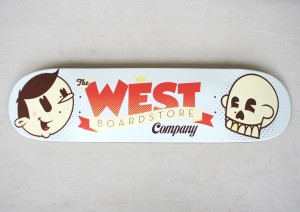 The
WEST
BOARDSTORE
Company